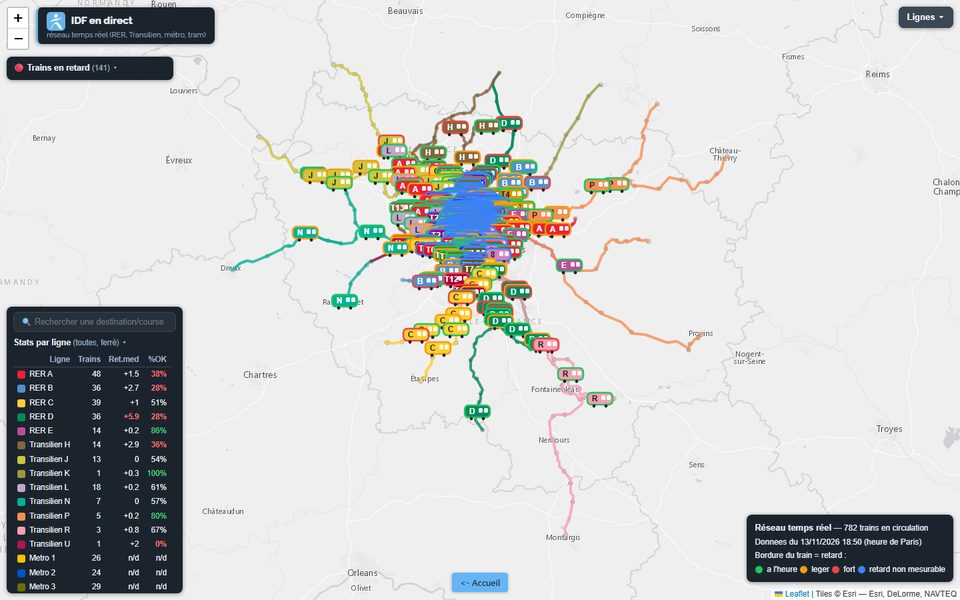 +
−
IDF en direct
réseau temps réel (RER, Transilien, métro, tram)
Trains en retard (141)
Lignes
NORMANDY
Rouen
Beauvais
Compiègne
Soissons
Fismes
Reims
Louviers
Bernay
Évreux
Château-
Thierry
Chalon
Champ
Dreux
Provins
Nogent-
sur-Seine
Chartres
Étampes
Troyes
Nemours
Sens
Châteaudun
Montargis
Orléans
Olivet
Rechercher une destination/course
Stats par ligne (toutes, ferré)
Ligne Trains Ret.med %OK
RER A 48 +1.5 38%
RER B 36 +2.7 28%
RER C 39 +1 51%
RER D 36 +5.9 28%
RER E 14 +0.2 86%
Transilien H 14 +2.9 36%
Transilien J 13 0 54%
Transilien K 1 +0.3 100%
Transilien L 18 +0.2 61%
Transilien N 7 0 57%
Transilien P 5 +0.2 80%
Transilien R 3 +0.8 67%
Transilien U 1 +2 0%
Metro 1 26 n/d n/d
Metro 2 24 n/d n/d
Metro 3 29 n/d n/d
<- Accueil
Réseau temps réel — 782 trains en circulation
Donnees du 13/11/2026 18:50 (heure de Paris)
Bordure du train = retard :
a l'heure leger fort retard non mesurable
Leaflet | Tiles © Esri — Esri, DeLorme, NAVTEQ